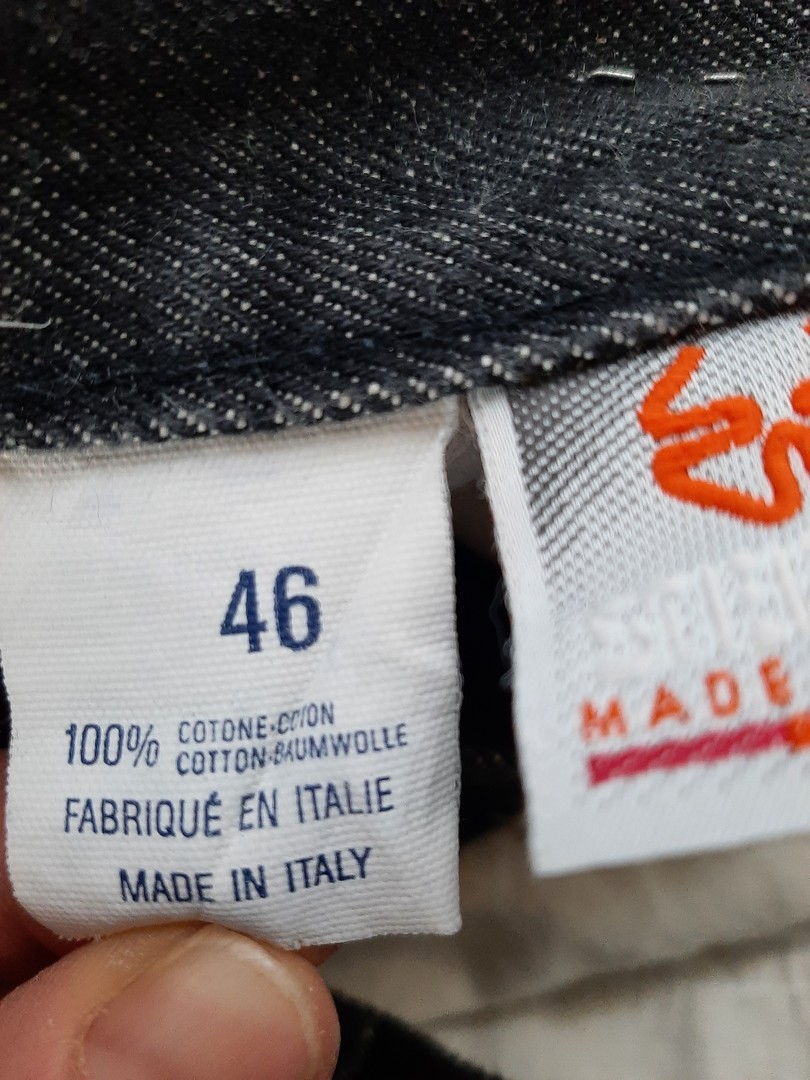 46
100% COTONE·COTON
COTTON·BAUMWOLLE
FABRIQUÉ EN ITALIE
MADE IN ITALY
MADE